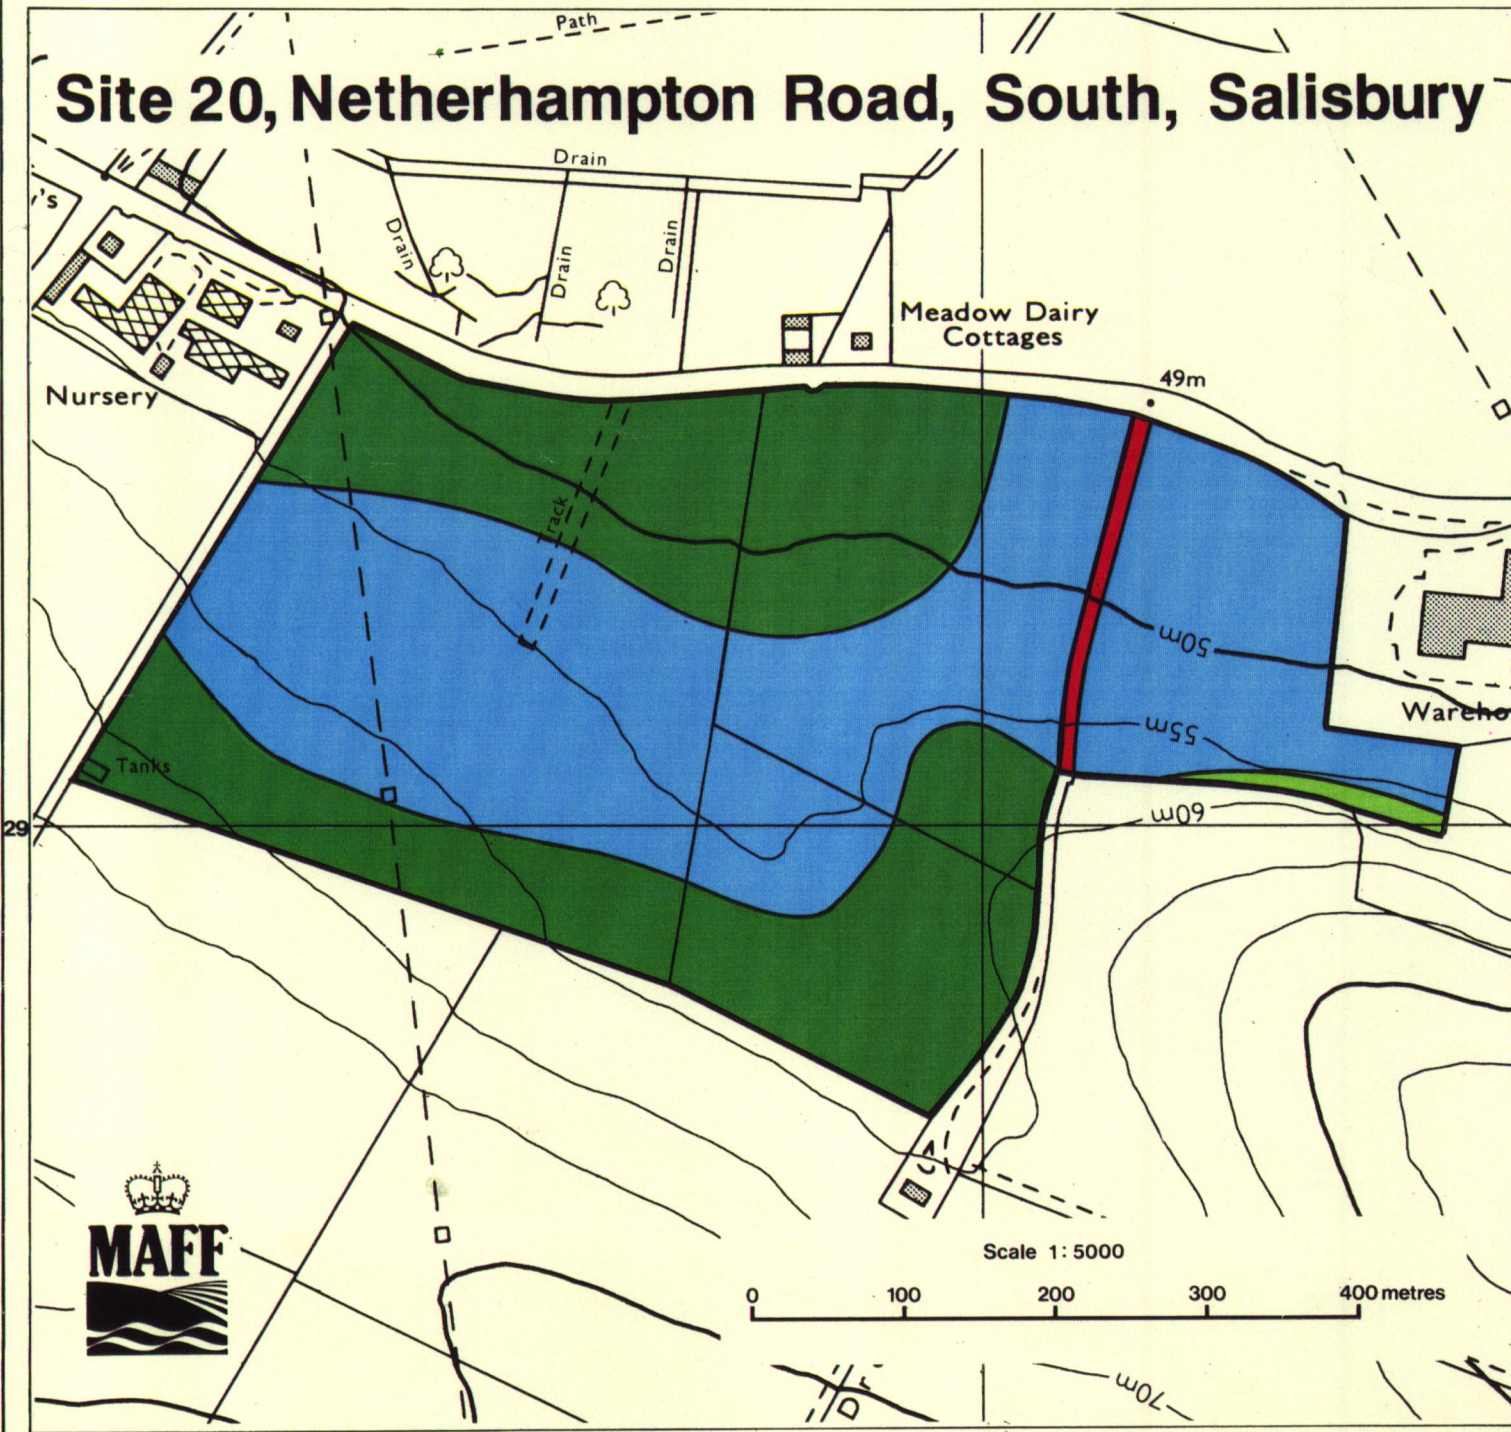 Path
Site 20, Netherhampton Road, South, Salisbury
Drain
's
Drain
Drain
Drain
Meadow Dairy
Cottages
49m
Nursery
Track
50m
55m
Wareho
Tanks
60m
29
MAFF
Scale 1:5000
0 100 200 300 400 metres
70m
Dr